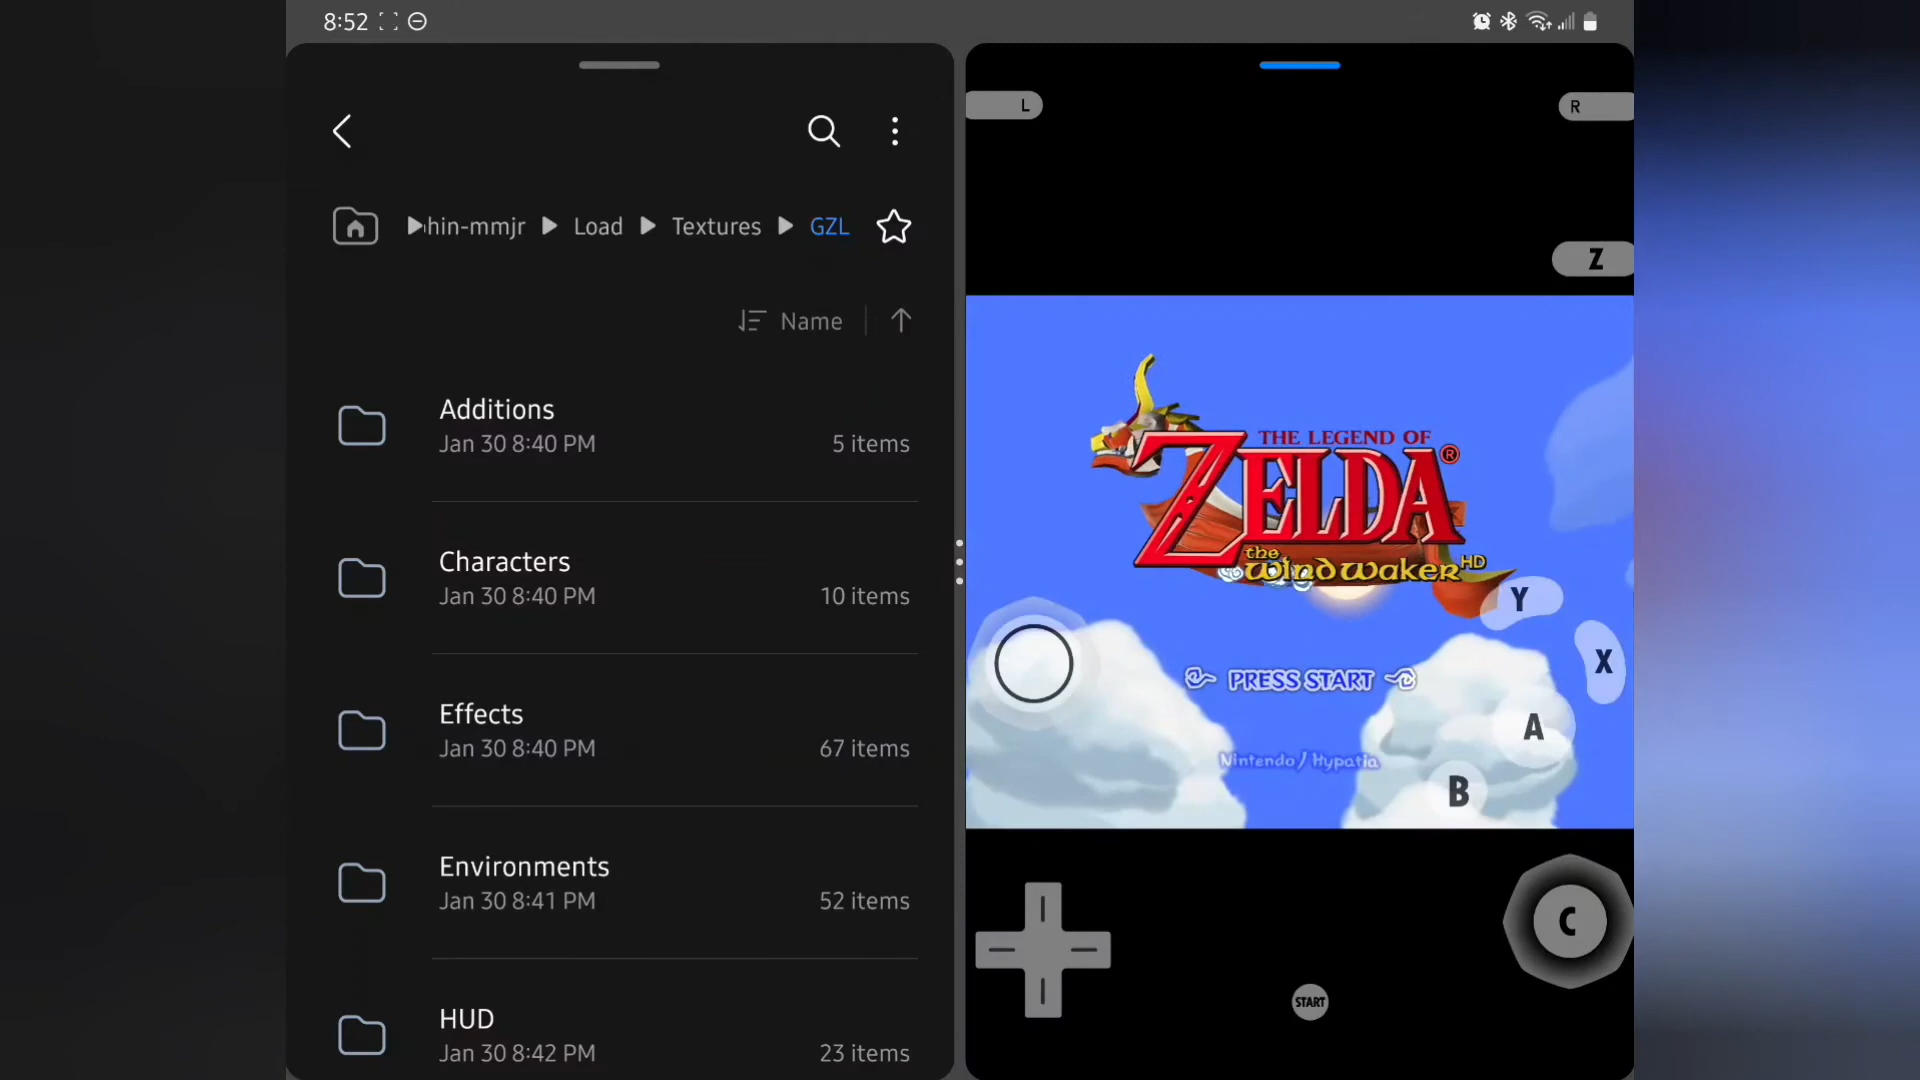 8:52
hin-mmjr Load Textures GZL
Name
Additions
Jan 30 8:40 PM
5 items
Characters
Jan 30 8:40 PM
10 items
Effects
Jan 30 8:40 PM
67 items
Environments
Jan 30 8:41 PM
52 items
HUD
Jan 30 8:42 PM
23 items
L
R
Z
THE LEGEND OF
ZELDA®
the
Wind Waker HD
Y
X
PRESS START
A
Nintendo / Hypatia
B
C
START